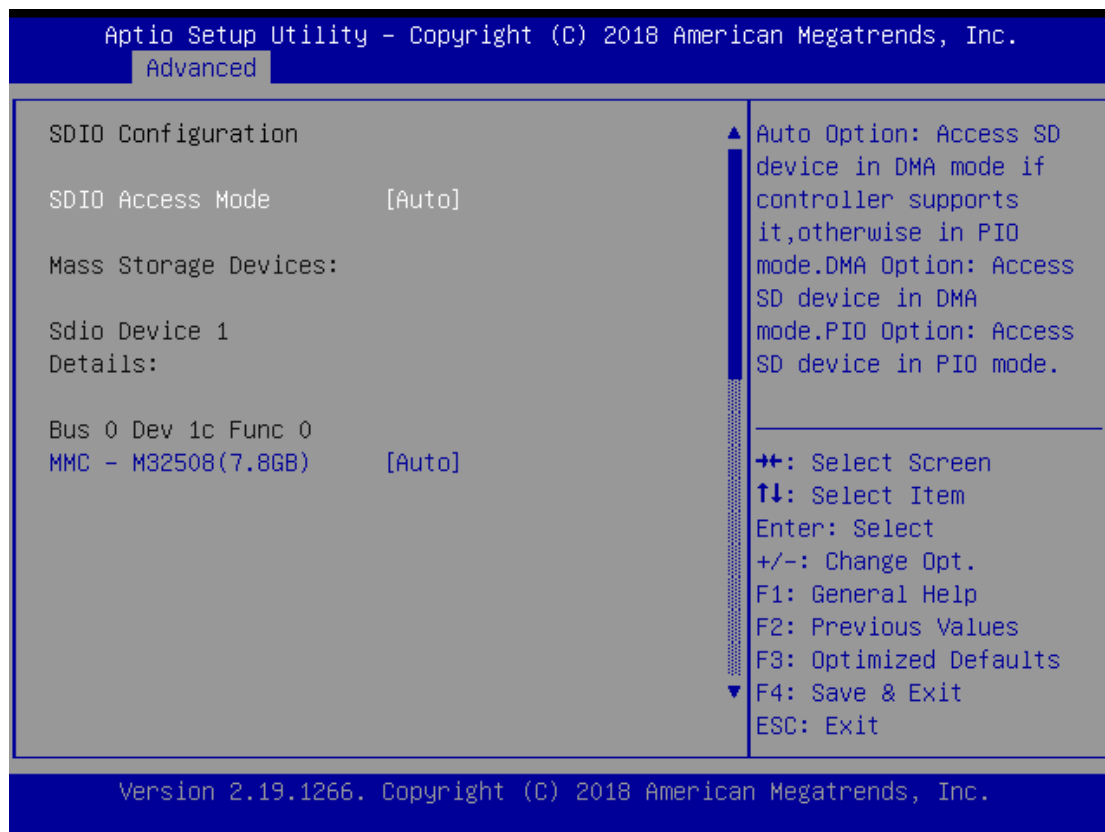 Aptio Setup Utility – Copyright (C) 2018 American Megatrends, Inc.
Advanced
SDIO Configuration
SDIO Access Mode [Auto]
Mass Storage Devices:
Sdio Device 1
Details:
Bus 0 Dev 1c Func 0
MMC – M32508(7.8GB) [Auto]
Auto Option: Access SD
device in DMA mode if
controller supports
it,otherwise in PIO
mode.DMA Option: Access
SD device in DMA
mode.PIO Option: Access
SD device in PIO mode.
→←: Select Screen
↑↓: Select Item
Enter: Select
+/-: Change Opt.
F1: General Help
F2: Previous Values
F3: Optimized Defaults
F4: Save & Exit
ESC: Exit
Version 2.19.1266. Copyright (C) 2018 American Megatrends, Inc.